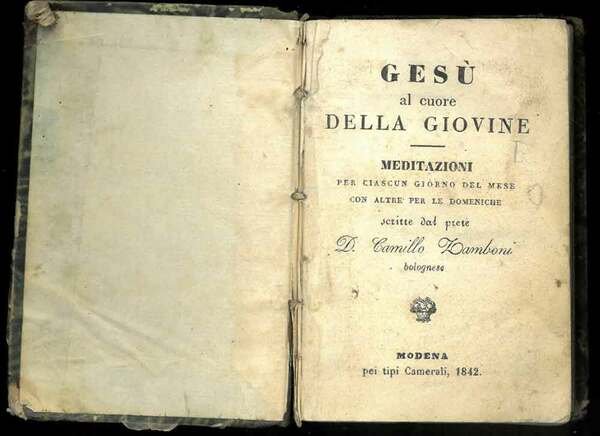 GESÙ
al cuore
DELLA GIOVINE
MEDITAZIONI
PER CIASCUN GIORNO DEL MESE
CON ALTRE PER LE DOMENICHE
scritte dal prete
D. Camillo Zamboni
bolognese
MODENA
pei tipi Camerali, 1842.